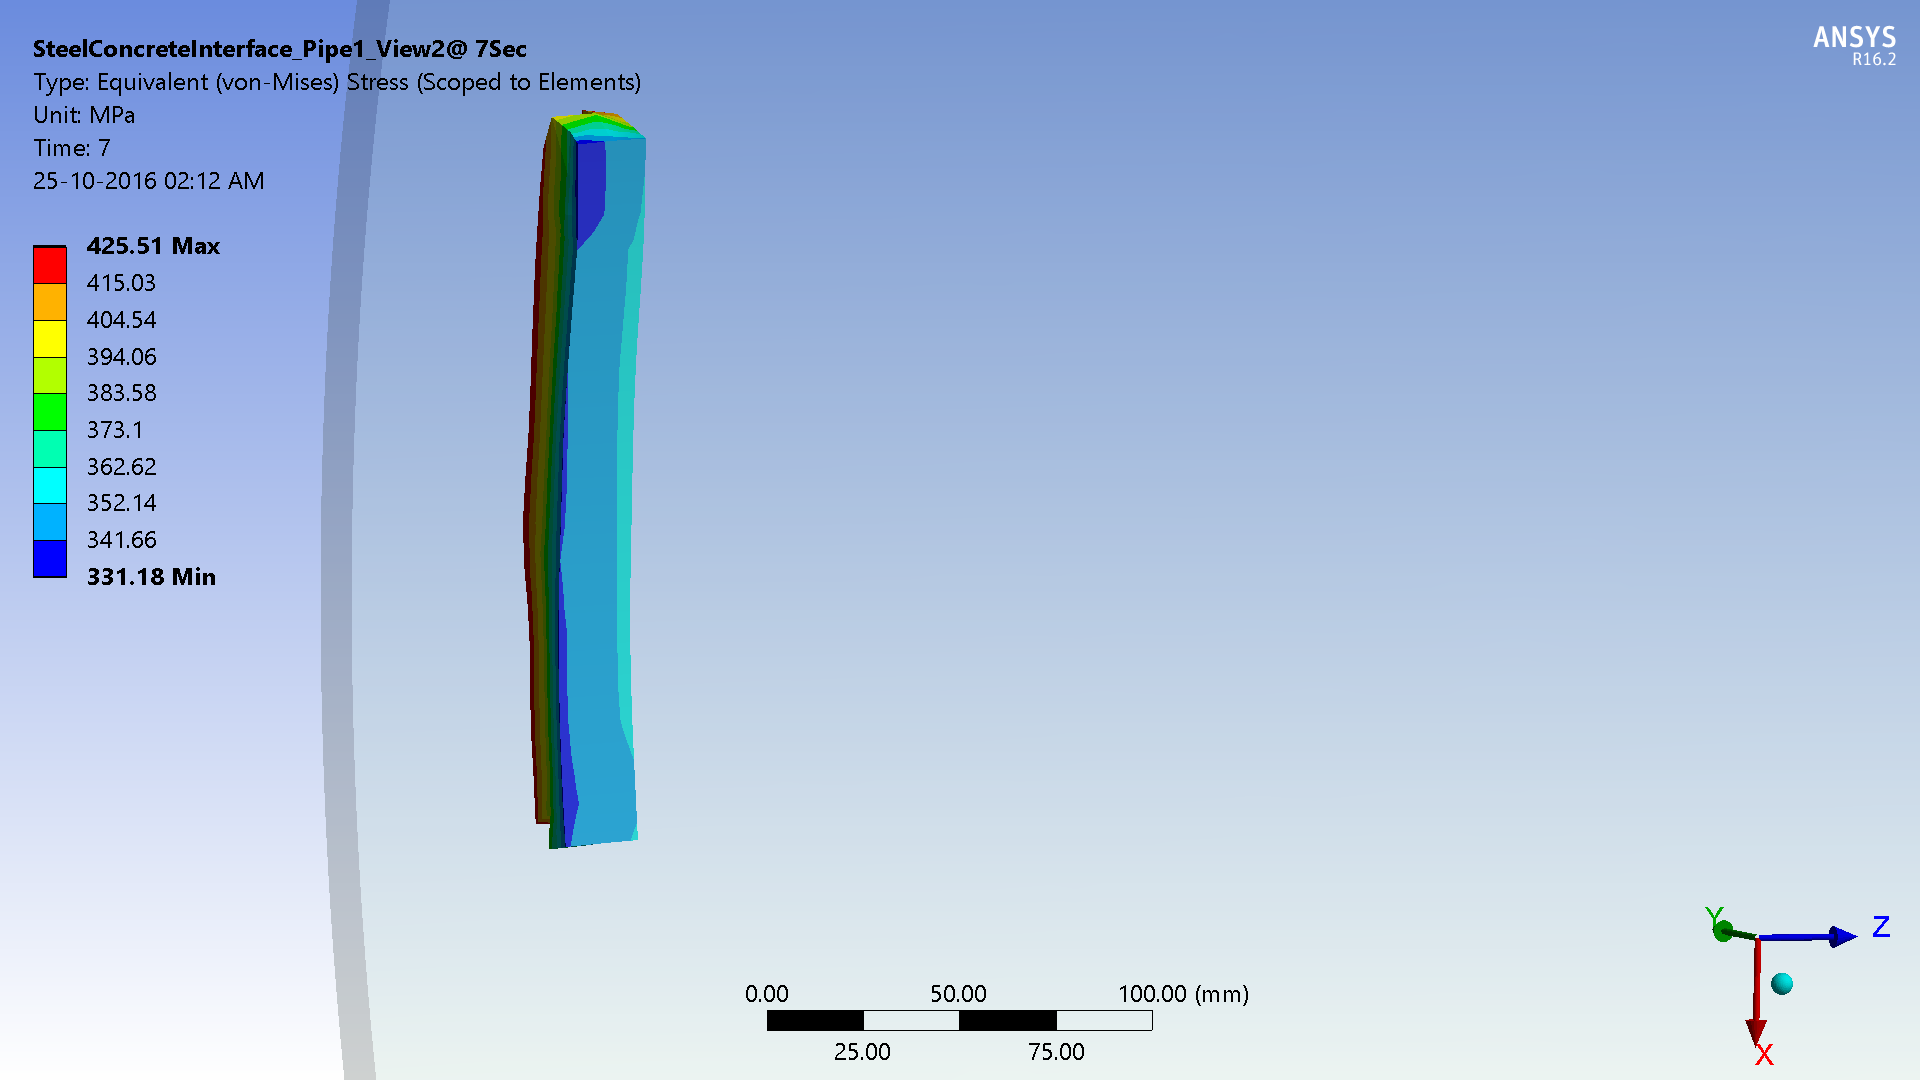 SteelConcreteInterface_Pipe1_View2@ 7Sec
Type: Equivalent (von-Mises) Stress (Scoped to Elements)
Unit: MPa
Time: 7
25-10-2016 02:12 AM
ANSYS
R16.2
425.51 Max
415.03
404.54
394.06
383.58
373.1
362.62
352.14
341.66
331.18 Min
0.00 50.00 100.00 (mm)
25.00 75.00
Y
Z
X